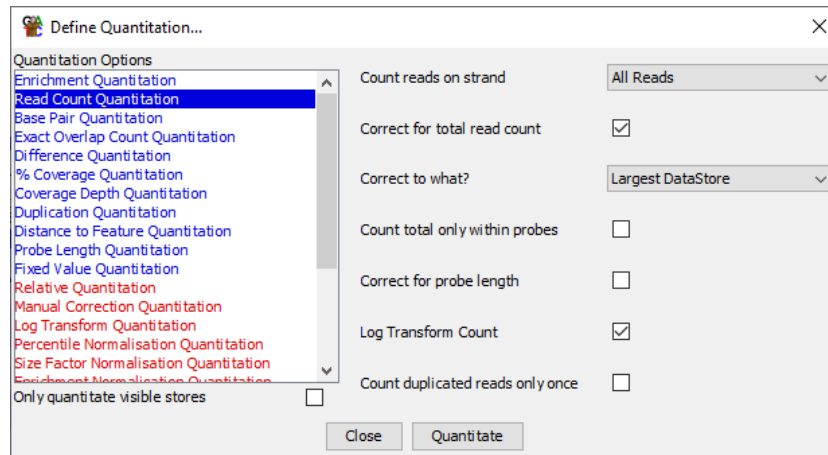 Define Quantitation...
Quantitation Options
Enrichment Quantitation
Read Count Quantitation
Base Pair Quantitation
Exact Overlap Count Quantitation
Difference Quantitation
% Coverage Quantitation
Coverage Depth Quantitation
Duplication Quantitation
Distance to Feature Quantitation
Probe Length Quantitation
Fixed Value Quantitation
Relative Quantitation
Manual Correction Quantitation
Log Transform Quantitation
Percentile Normalisation Quantitation
Size Factor Normalisation Quantitation
Enrichment Normalisation Quantitation
Only quantitate visible stores
Count reads on strand All Reads
Correct for total read count
Correct to what? Largest DataStore
Count total only within probes
Correct for probe length
Log Transform Count
Count duplicated reads only once
Close Quantitate